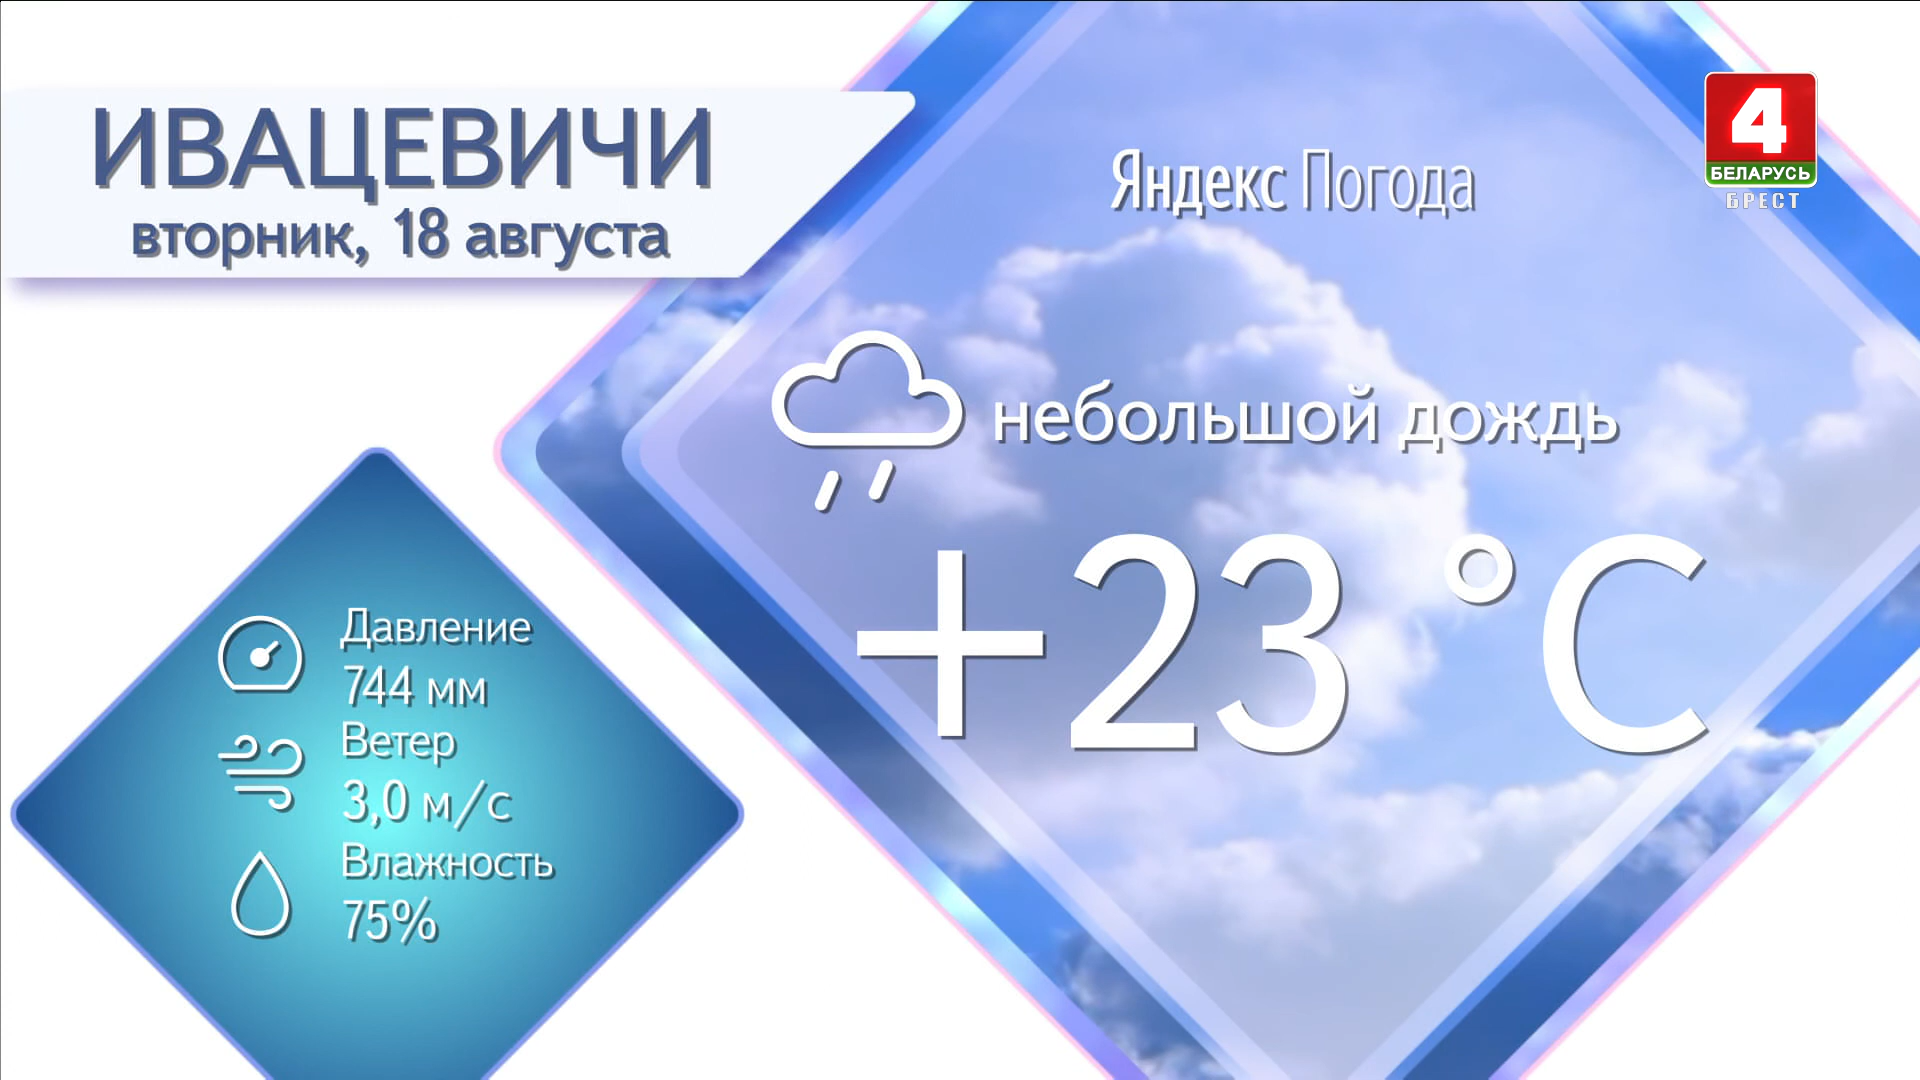 ИВАЦЕВИЧИ
вторник, 18 августа
Яндекс Погода
4
БЕЛАРУСЬ
БРЕСТ
небольшой дождь
+23 °C
Давление
744 мм
Ветер
3,0 м/с
Влажность
75%